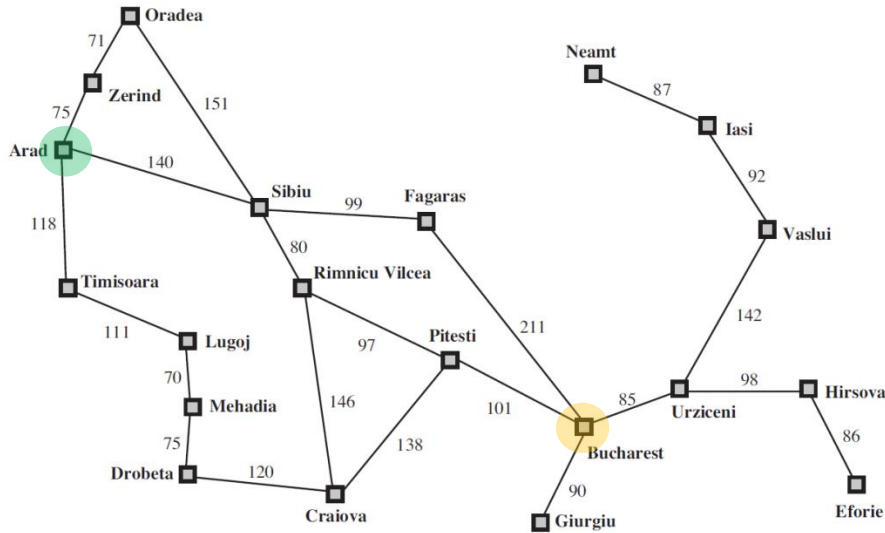 Oradea
71
Neamt
87
Zerind
151
75
Iasi
Arad
140
92
Sibiu
Fagaras
99
118
Vaslui
80
Timisoara
Rimnicu Vilcea
142
211
111
Lugoj
Pitesti
97
70
98
Hirsova
85
Mehadia
146
101
Urziceni
86
75
138
Bucharest
Drobeta
120
90
Eforie
Craiova
Giurgiu